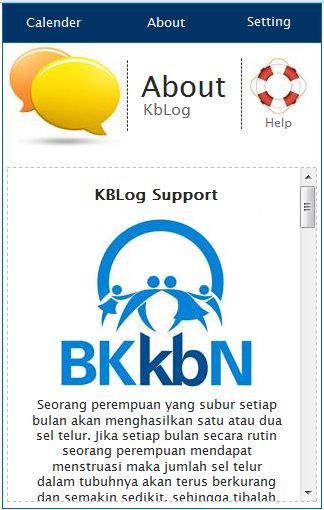 Calender About Setting
About
KbLog
Help
KBLog Support
BKkbN
Seorang perempuan yang subur setiap
bulan akan menghasilkan satu atau dua
sel telur. Jika setiap bulan secara rutin
seorang perempuan mendapat
menstruasi maka jumlah sel telur
dalam tubuhnya akan terus berkurang
dan semakin sedikit, sehingga tibalah